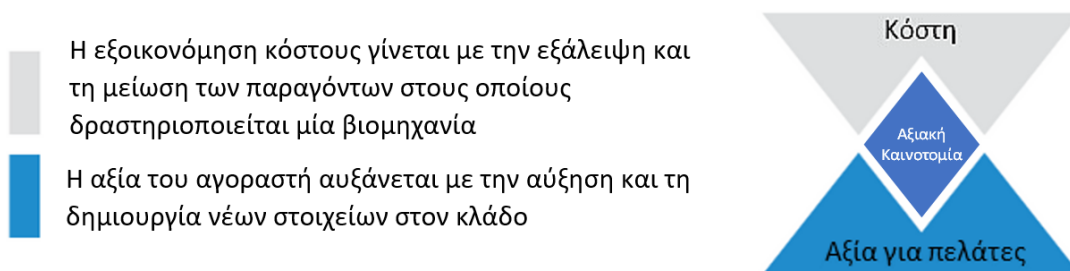 Η εξοικονόμηση κόστους γίνεται με την εξάλειψη και
τη μείωση των παραγόντων στους οποίους
δραστηριοποιείται μία βιομηχανία
Η αξία του αγοραστή αυξάνεται με την αύξηση και τη
δημιουργία νέων στοιχείων στον κλάδο
Κόστη
Αξιακή
Καινοτομία
Αξία για πελάτες